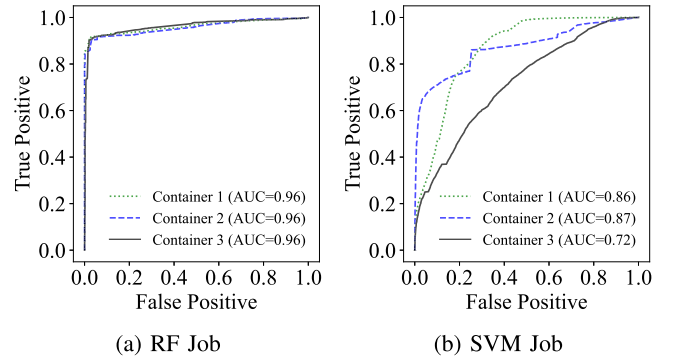 True Positive
1.0
0.8
0.6
0.4
0.2
0.0
Container 1 (AUC=0.96)
Container 2 (AUC=0.96)
Container 3 (AUC=0.96)
0.0 0.2 0.4 0.6 0.8 1.0
False Positive
(a) RF Job
True Positive
1.0
0.8
0.6
0.4
0.2
0.0
Container 1 (AUC=0.86)
Container 2 (AUC=0.87)
Container 3 (AUC=0.72)
0.0 0.2 0.4 0.6 0.8 1.0
False Positive
(b) SVM Job